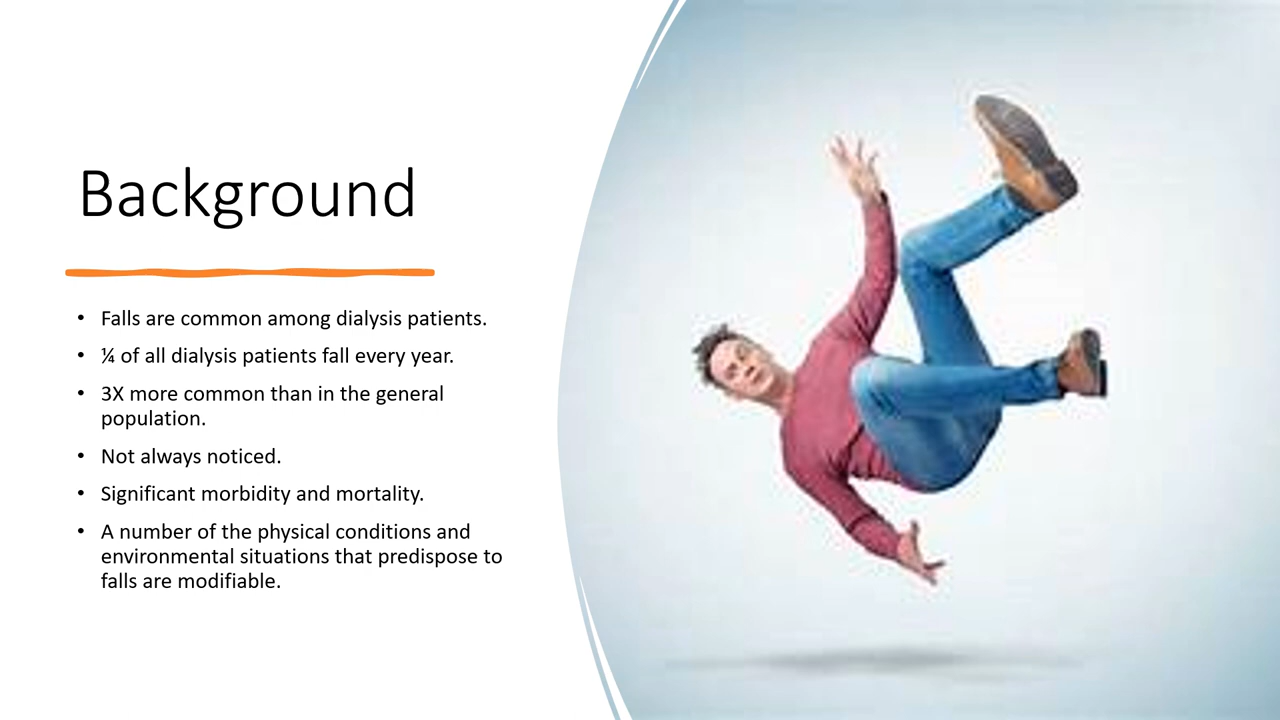 Background
• Falls are common among dialysis patients.
• ¼ of all dialysis patients fall every year.
• 3X more common than in the general
population.
• Not always noticed.
• Significant morbidity and mortality.
• A number of the physical conditions and
environmental situations that predispose to
falls are modifiable.